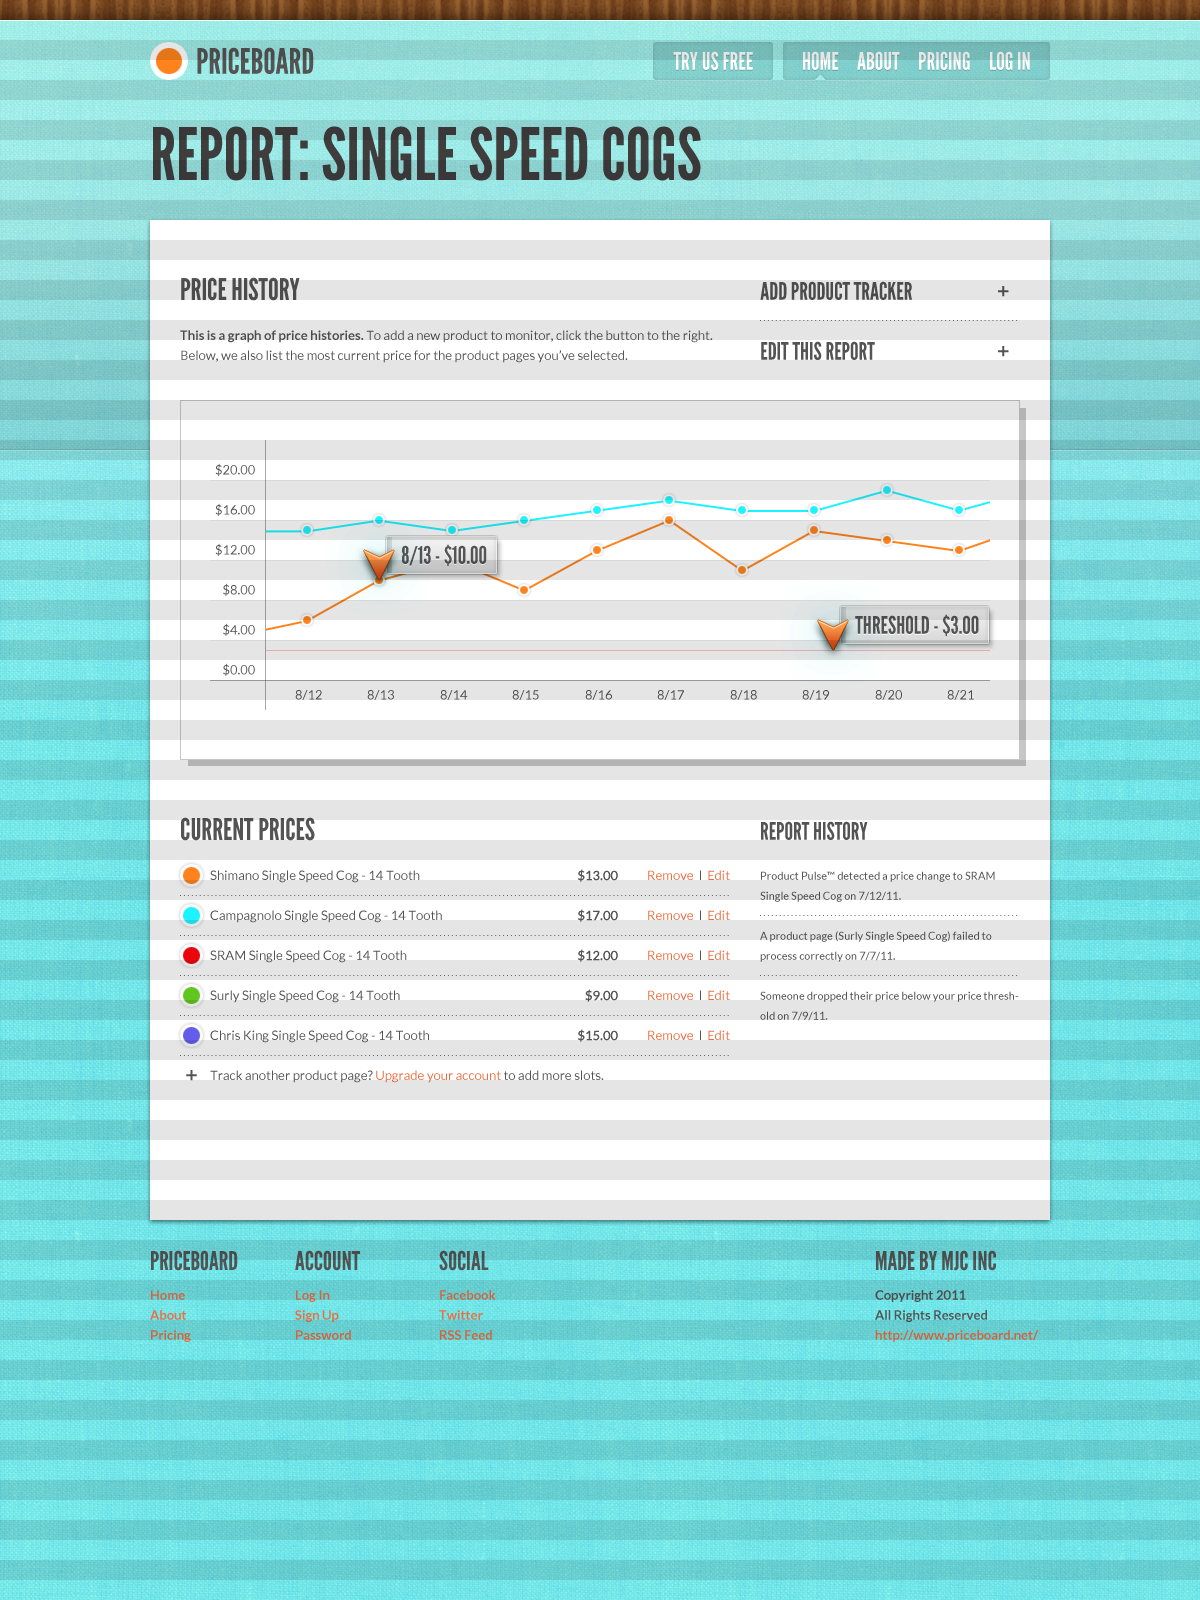 PRICEBOARD
TRY US FREE
HOME ABOUT PRICING LOG IN
REPORT: SINGLE SPEED COGS
PRICE HISTORY
This is a graph of price histories. To add a new product to monitor, click the button to the right.
Below, we also list the most current price for the product pages you've selected.
ADD PRODUCT TRACKER +
EDIT THIS REPORT +
$20.00
$16.00
$12.00
$8.00
$4.00
$0.00
8/13 - $10.00
THRESHOLD - $3.00
8/12 8/13 8/14 8/15 8/16 8/17 8/18 8/19 8/20 8/21
CURRENT PRICES
Shimano Single Speed Cog - 14 Tooth $13.00 Remove | Edit
Campagnolo Single Speed Cog - 14 Tooth $17.00 Remove | Edit
SRAM Single Speed Cog - 14 Tooth $12.00 Remove | Edit
Surly Single Speed Cog - 14 Tooth $9.00 Remove | Edit
Chris King Single Speed Cog - 14 Tooth $15.00 Remove | Edit
+ Track another product page? Upgrade your account to add more slots.
REPORT HISTORY
Product Pulse™ detected a price change to SRAM
Single Speed Cog on 7/12/11.
A product page (Surly Single Speed Cog) failed to
process correctly on 7/7/11.
Someone dropped their price below your price thresh-
old on 7/9/11.
PRICEBOARD
Home
About
Pricing
ACCOUNT
Log In
Sign Up
Password
SOCIAL
Facebook
Twitter
RSS Feed
MADE BY MJC INC
Copyright 2011
All Rights Reserved
http://www.priceboard.net/